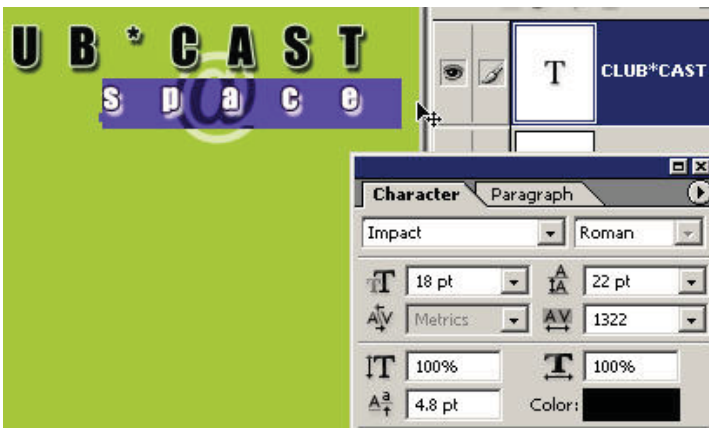 UB*CAST
@
space
T
CLUB*CAST
Character Paragraph
Impact Roman
18 pt 22 pt
Metrics 1322
100% 100%
4.8 pt Color: